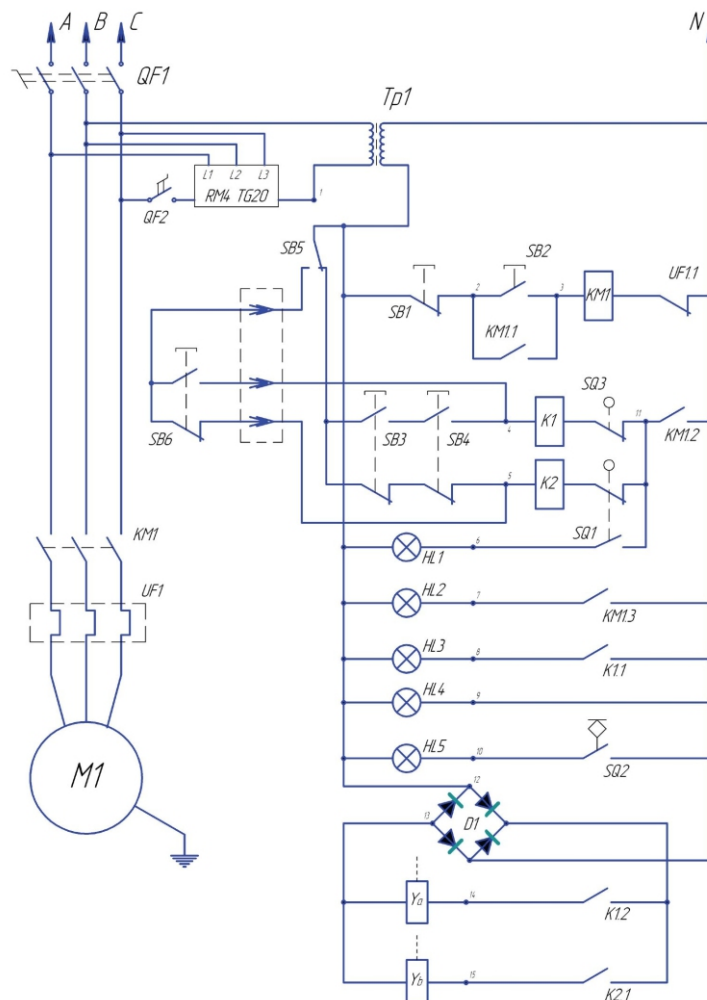 A B C N
QF1
Tp1
L1 L2 L3
RM4 TG20
1
QF2
SB5
SB2
UF1.1
2 3
KM1
SB1
KM1.1
SQ3
11
K1
SB6
SB3
SB4
4
KM1.2
5
K2
KM1
6
SQ1
HL1
UF1
HL2
7
KM1.3
HL3
8
K1.1
HL4
9
HL5
10
SQ2
M1
12
13
D1
Ya
14
K1.2
Yb
15
K2.1